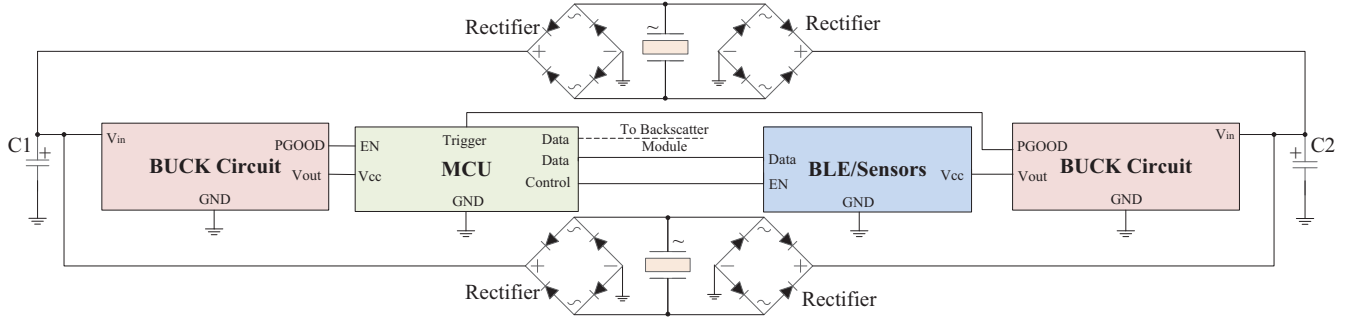 Rectifier
Rectifier
~
~
~
~
~
+
−
−
+
C1
+
Vin
BUCK Circuit
PGOOD
Vout
GND
EN
Trigger
MCU
Vcc
Data
Data
Control
GND
To Backscatter
Module
Data
EN
BLE/Sensors
Vcc
GND
PGOOD
Vin
BUCK Circuit
Vout
GND
+
C2
~
~
~
~
~
+
−
−
+
Rectifier
Rectifier